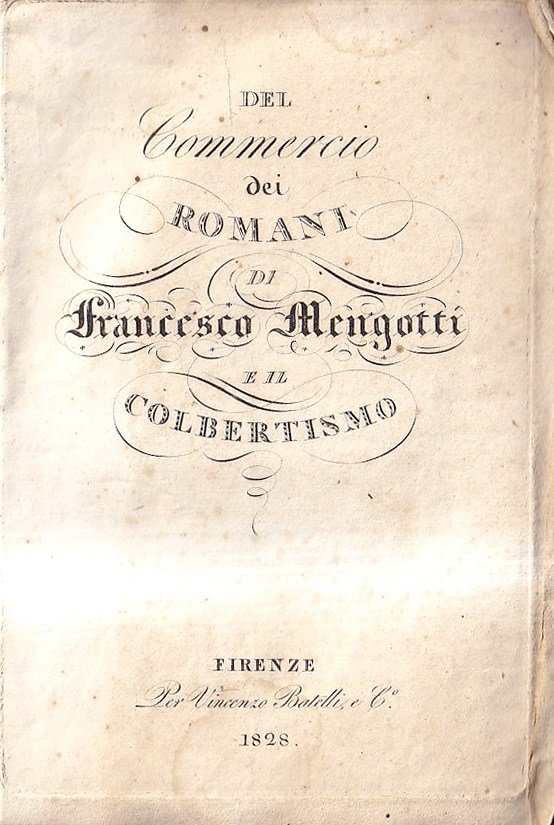 DEL
Commercio
dei
ROMANI
DI
Francesco Mengotti
E IL
COLBERTISMO
FIRENZE
Per Vincenzo Batelli, e C.º
1828.